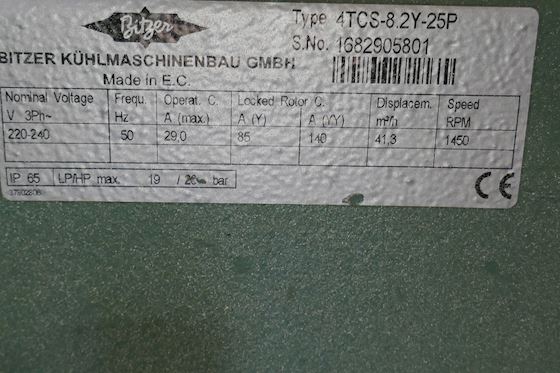 Bitzer
Type 4TCS-8.2Y-25P
S.No. 1682905801
BITZER KÜHLMASCHINENBAU GMBH
Made in E.C.
Nominal Voltage Frequ. Operat. C. Locked Rotor C. Displacem. Speed
V 3Ph~ Hz A (max.) A (Y) A (YY) m³/h RPM
220-240 50 29,0 85 140 41,3 1450
IP 65 LP/HP max. 19 / bar
CE